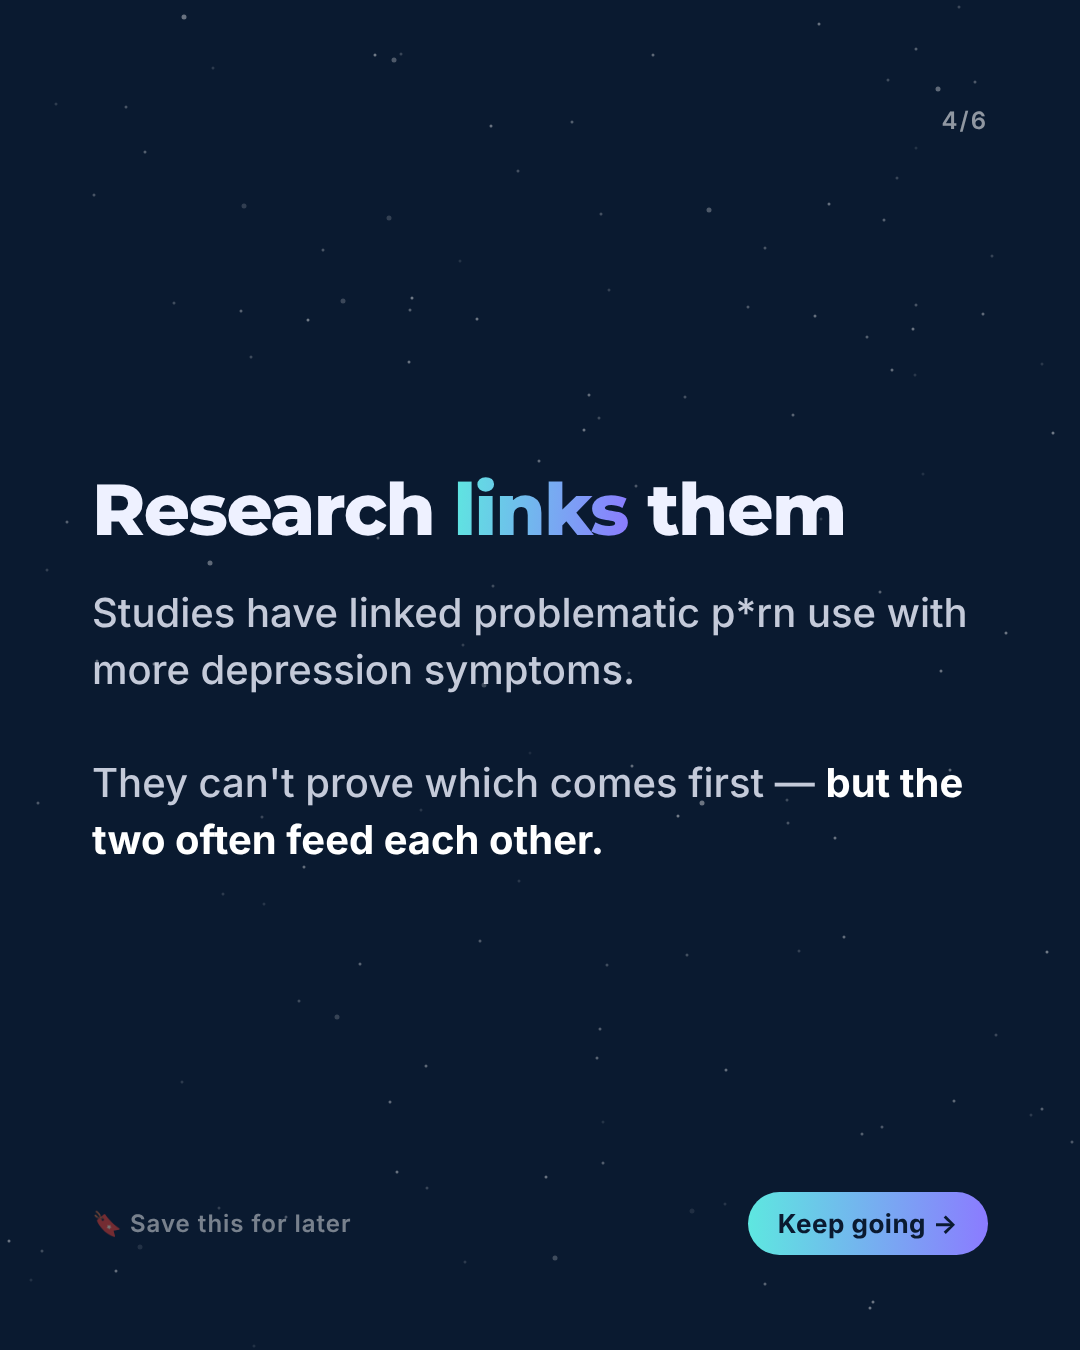 4/6
Research links them
Studies have linked problematic p*rn use with
more depression symptoms.
They can't prove which comes first — but the
two often feed each other.
🔖 Save this for later
Keep going →